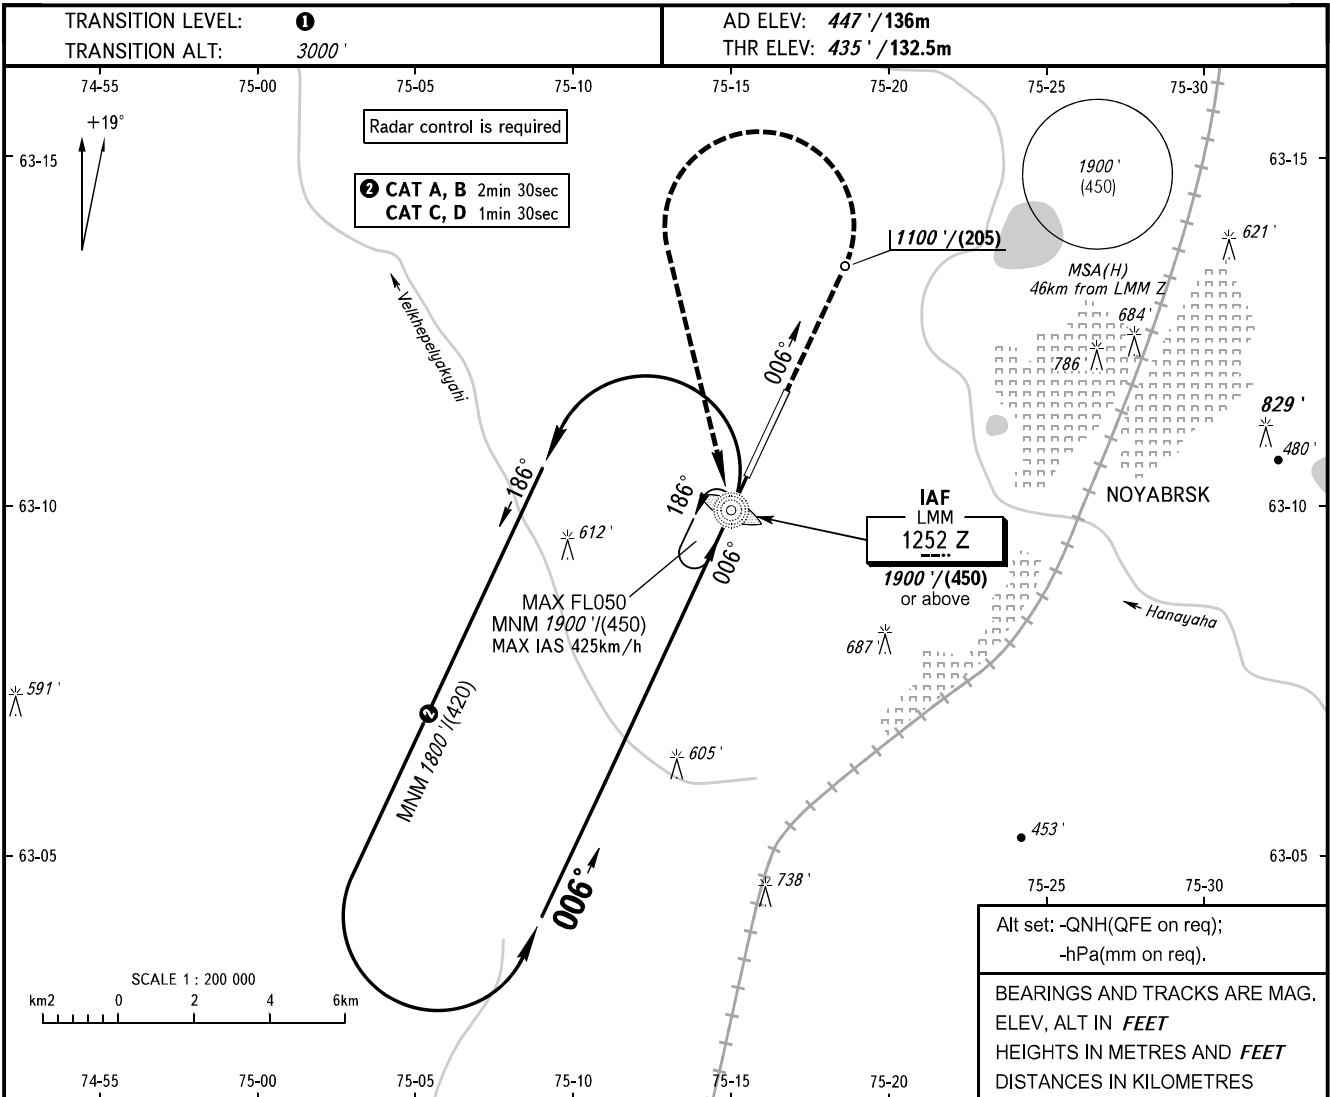 TRANSITION LEVEL: 1
TRANSITION ALT: 3000 '
AD ELEV: 447 '/136m
THR ELEV: 435 '/132.5m
74-55 75-00 75-05 75-10 75-15 75-20 75-25 75-30
+19°
63-15 63-15
Radar control is required
2 CAT A, B 2min 30sec
CAT C, D 1min 30sec
1900 '
(450)
MSA(H)
46km from LMM Z
1100 '/(205)
621 '
684 '
786 '
829 '
480 '
Velkhepelyakyahi
006°
186°
186°
006°
NOYABRSK
63-10 63-10
IAF
LMM
1252 Z
1900 '/(450)
or above
612 '
MAX FL050
MNM 1900 '/(450)
MAX IAS 425km/h
Hanayaha
687 '
591 '
2
MNM 1800 '/(420)
605 '
453 '
63-05 63-05
006°
738 '
75-25 75-30
Alt set: -QNH(QFE on req);
-hPa(mm on req).
SCALE 1 : 200 000
km2 0 2 4 6km
BEARINGS AND TRACKS ARE MAG.
ELEV, ALT IN FEET
HEIGHTS IN METRES AND FEET
DISTANCES IN KILOMETRES
74-55 75-00 75-05 75-10 75-15 75-20